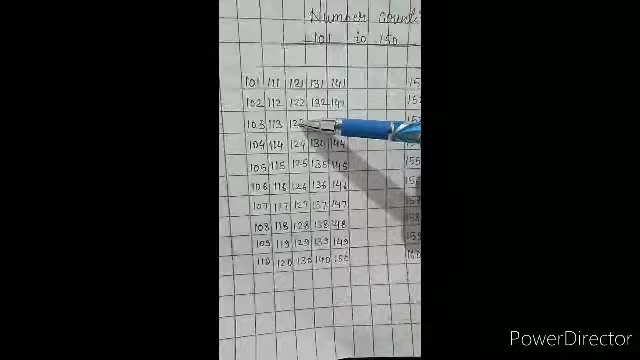 Number
101 to 150
101 111 121 131 141
102 112 122 132 142
103 113
104 114 124 134 144
105 115 125 135 145
106 116 126 136 146
107 117 127 137 147
108 118 128 138 148
109 119 129 139 149
110 120 130 140 150
155
160
PowerDirector